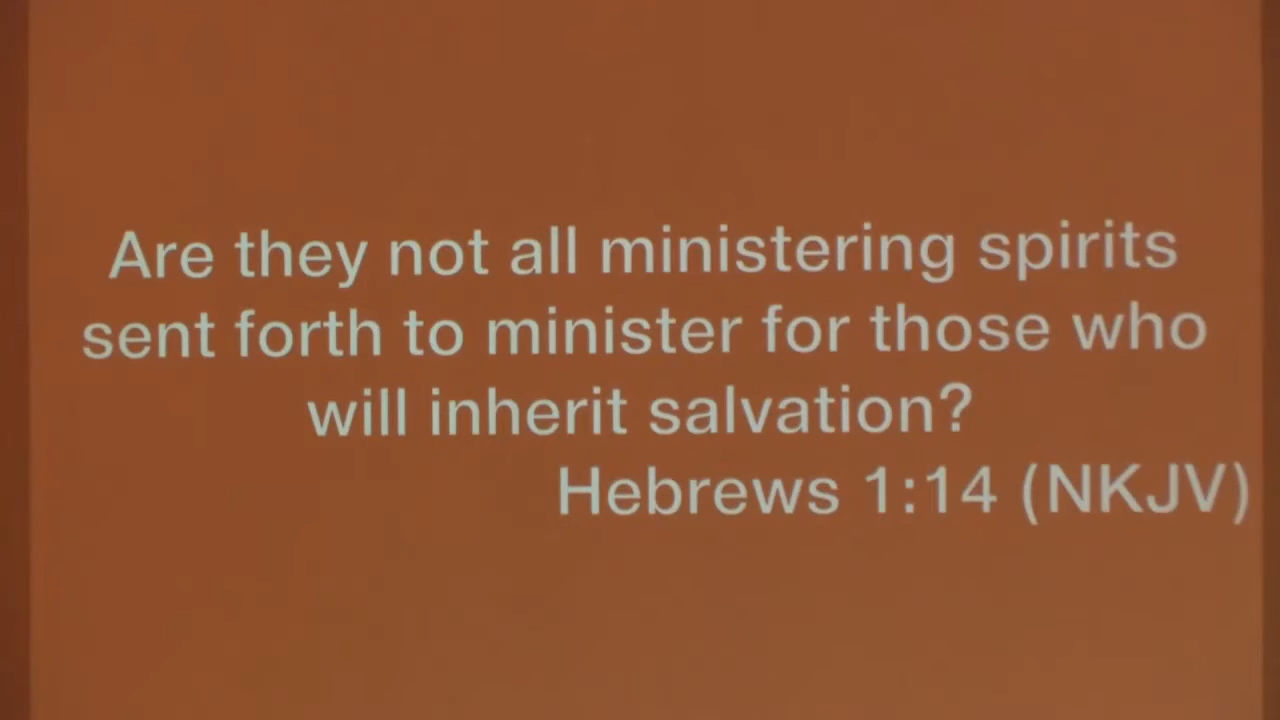 Are they not all ministering spirits
sent forth to minister for those who
will inherit salvation?
Hebrews 1:14 (NKJV)